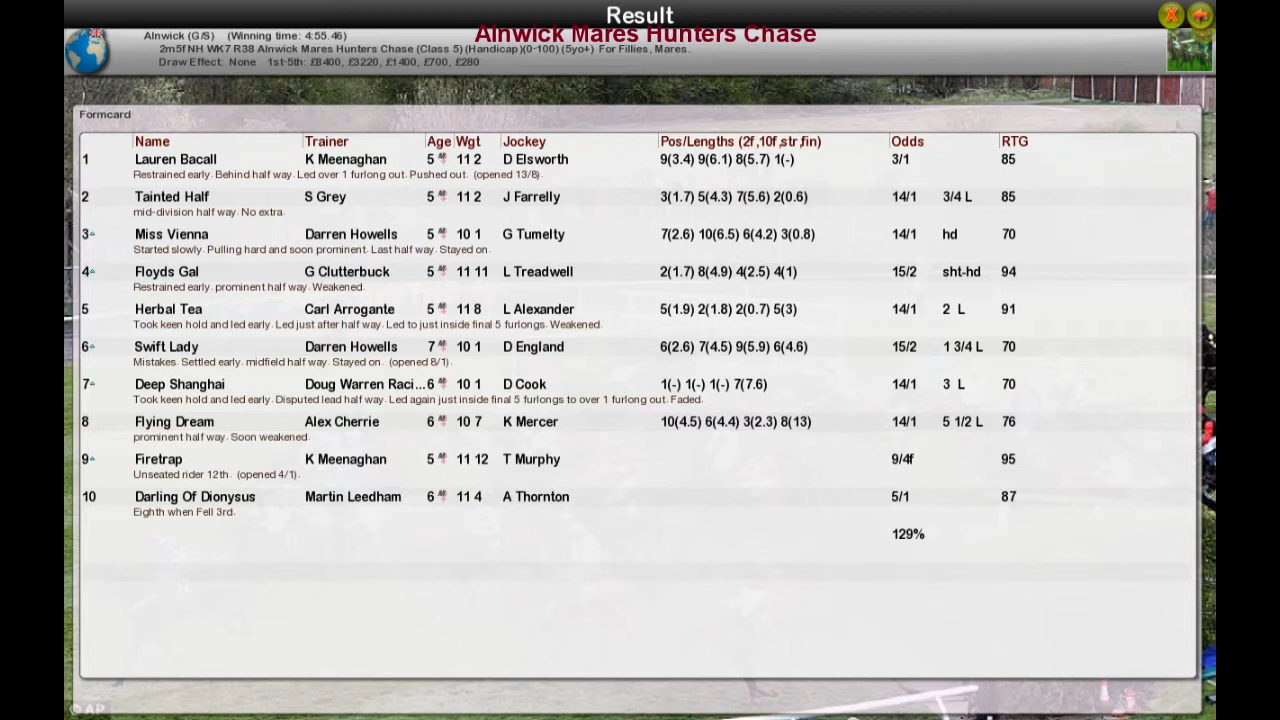 Result
Alnwick Mares Hunters Chase
Alnwick (G/S) (Winning time: 4:55.46)
2m5f NH WK7 R38 Alnwick Mares Hunters Chase (Class 5) (Handicap)(0-100) (5yo+) For Fillies, Mares.
Draw Effect: None 1st-5th: £8400, £3220, £1400, £700, £280
Formcard
Name Trainer Age Wgt Jockey Pos/Lengths (2f,10f,str,fin) Odds RTG
1 Lauren Bacall K Meenaghan 5 11 2 D Elsworth 9(3.4) 9(6.1) 8(5.7) 1(-) 3/1 85
Restrained early. Behind half way. Led over 1 furlong out. Pushed out. (opened 13/8).
2 Tainted Half S Grey 5 11 2 J Farrelly 3(1.7) 5(4.3) 7(5.6) 2(0.6) 14/1 3/4 L 85
mid-division half way. No extra.
3 Miss Vienna Darren Howells 5 10 1 G Tumelty 7(2.6) 10(6.5) 6(4.2) 3(0.8) 14/1 hd 70
Started slowly. Pulling hard and soon prominent. Last half way. Stayed on.
4 Floyds Gal G Clutterbuck 5 11 11 L Treadwell 2(1.7) 8(4.9) 4(2.5) 4(1) 15/2 sht-hd 94
Restrained early. prominent half way. Weakened.
5 Herbal Tea Carl Arrogante 5 11 8 L Alexander 5(1.9) 2(1.8) 2(0.7) 5(3) 14/1 2 L 91
Took keen hold and led early. Led just after half way. Led to just inside final 5 furlongs. Weakened.
6 Swift Lady Darren Howells 7 10 1 D England 6(2.6) 7(4.5) 9(5.9) 6(4.6) 15/2 1 3/4 L 70
Mistakes. Settled early. midfield half way. Stayed on. (opened 8/1).
7 Deep Shanghai Doug Warren Raci... 6 10 1 D Cook 1(-) 1(-) 1(-) 7(7.6) 14/1 3 L 70
Took keen hold and led early. Disputed lead half way. Led again just inside final 5 furlongs to over 1 furlong out. Faded.
8 Flying Dream Alex Cherrie 6 10 7 K Mercer 10(4.5) 6(4.4) 3(2.3) 8(13) 14/1 5 1/2 L 76
prominent half way. Soon weakened.
9 Firetrap K Meenaghan 5 11 12 T Murphy 9/4f 95
Unseated rider 12th. (opened 4/1).
10 Darling Of Dionysus Martin Leedham 6 11 4 A Thornton 5/1 87
Eighth when Fell 3rd.
129%
© AP